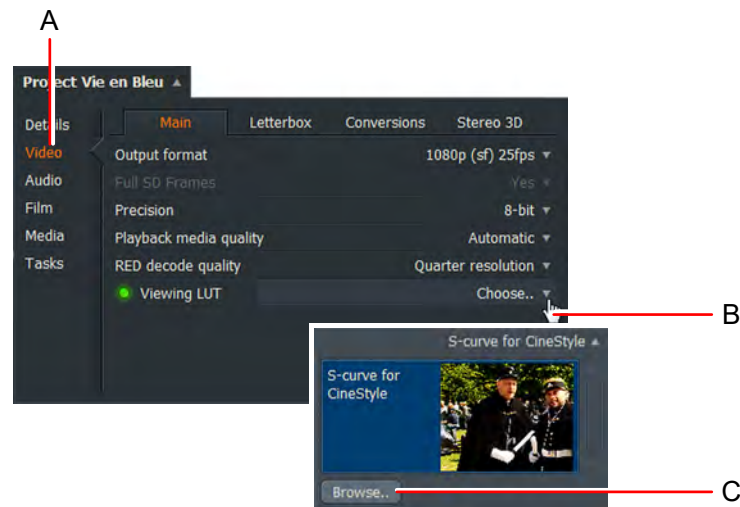 A
Project Vie en Bleu
Details
Video
Audio
Film
Media
Tasks
Main Letterbox Conversions Stereo 3D
Output format 1080p (sf) 25fps
Full SD Frames Yes
Precision 8-bit
Playback media quality Automatic
RED decode quality Quarter resolution
Viewing LUT Choose..
B
S-curve for CineStyle
S-curve for
CineStyle
Browse..
C